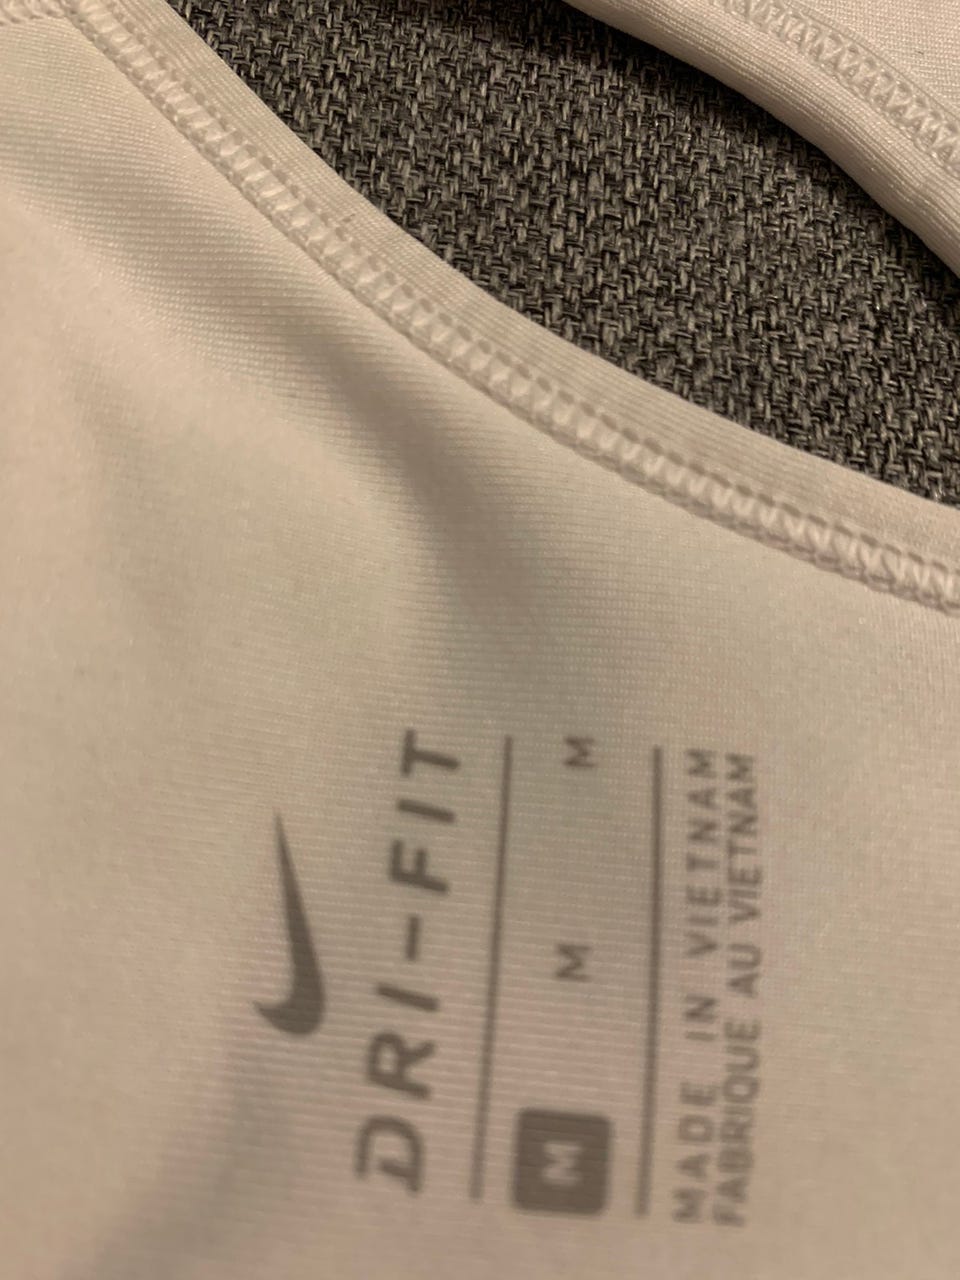 DRI-FIT
M M M
MADE IN VIETNAM
FABRIQUE AU VIETNAM